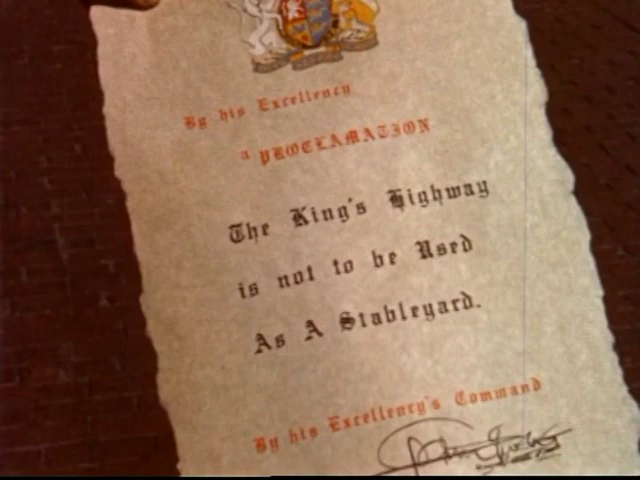 By his Excellency
a PROCLAMATION
The King's Highway
is not to be Used
As A Stableyard.
By his Excellency's Command